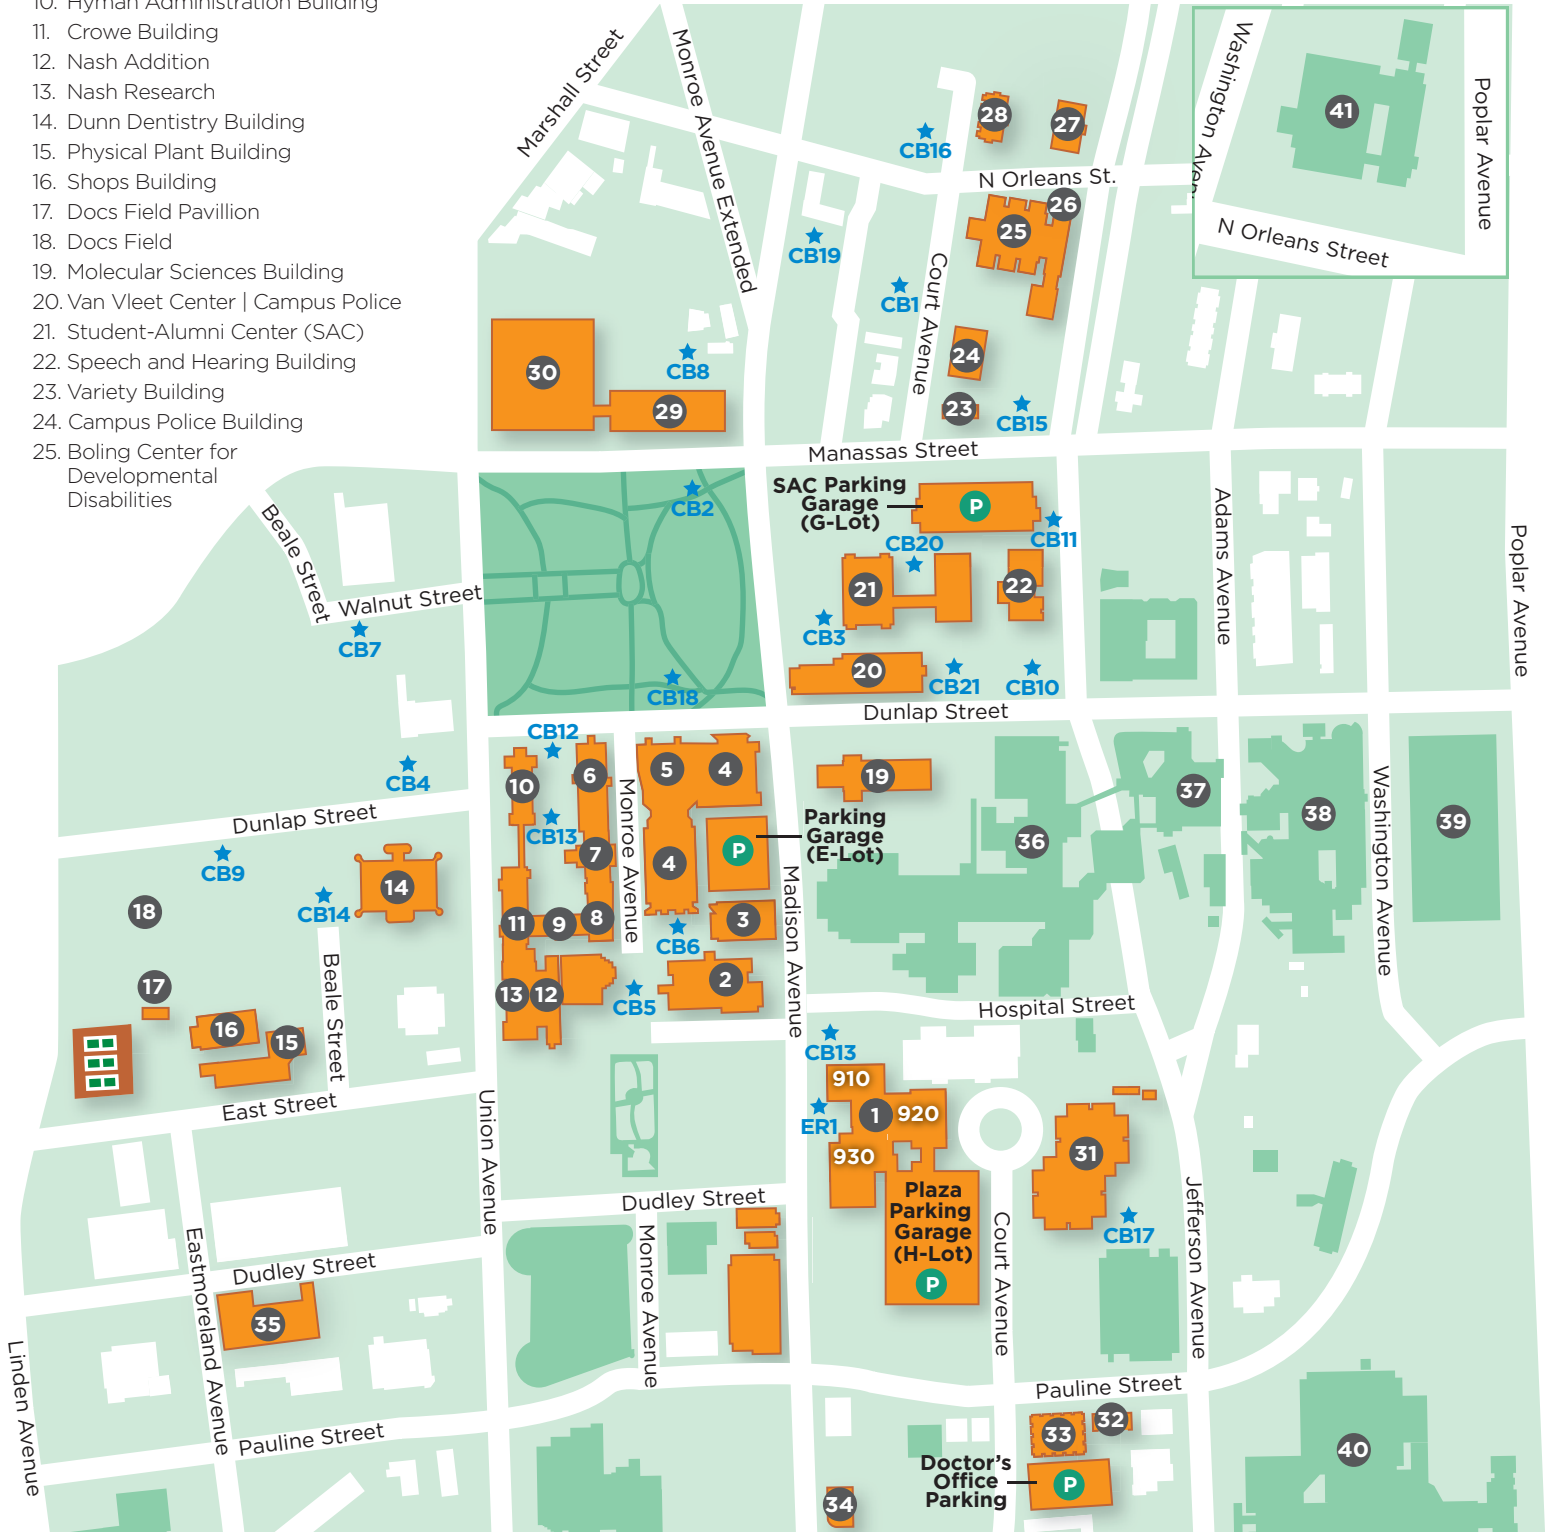 10. Hyman Administration Building
11. Crowe Building
12. Nash Addition
13. Nash Research
14. Dunn Dentistry Building
15. Physical Plant Building
16. Shops Building
17. Docs Field Pavillion
18. Docs Field
19. Molecular Sciences Building
20. Van Vleet Center | Campus Police
21. Student-Alumni Center (SAC)
22. Speech and Hearing Building
23. Variety Building
24. Campus Police Building
25. Boling Center for
Developmental
Disabilities
Marshall Street
Monroe Avenue Extended
Washington Aven.
Poplar Avenue
41
N Orleans Street
28
27
CB16
N Orleans St.
26
25
CB19
CB1
Court Avenue
30
29
CB8
24
23
CB15
Manassas Street
SAC Parking
Garage
(G-Lot)
P
CB2
CB11
CB20
21
22
CB3
20
CB21
CB10
CB18
Dunlap Street
Beale Street
Walnut Street
CB7
Adams Avenue
Poplar Avenue
CB12
10
6
5
4
19
CB4
Monroe Avenue
CB13
Parking
Garage
(E-Lot)
P
Dunlap Street
CB9
7
4
14
18
CB14
11
9
8
3
CB6
Madison Avenue
36
37
38
39
Washington Avenue
17
13
12
CB5
2
16
15
Beale Street
Hospital Street
East Street
Union Avenue
CB13
910
1
920
ER1
930
31
Plaza
Parking
Garage
(H-Lot)
P
CB17
Dudley Street
Monroe Avenue
Court Avenue
Jefferson Avenue
Dudley Street
Eastmoreland Avenue
35
Linden Avenue
Pauline Street
Pauline Street
33
32
Doctor's
Office
Parking
P
34
40